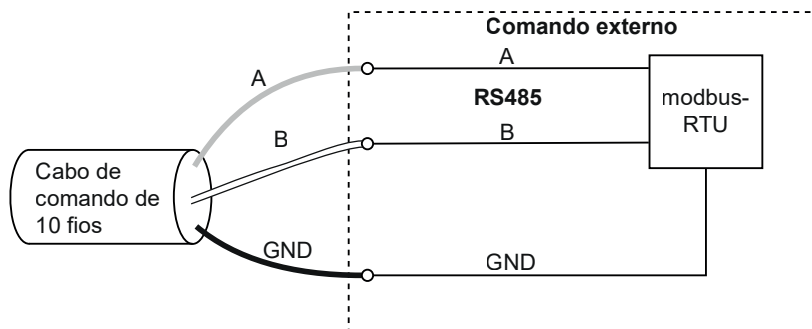 Comando externo
A
A
RS485
modbus-
RTU
B
B
Cabo de
comando de
10 fios
GND
GND